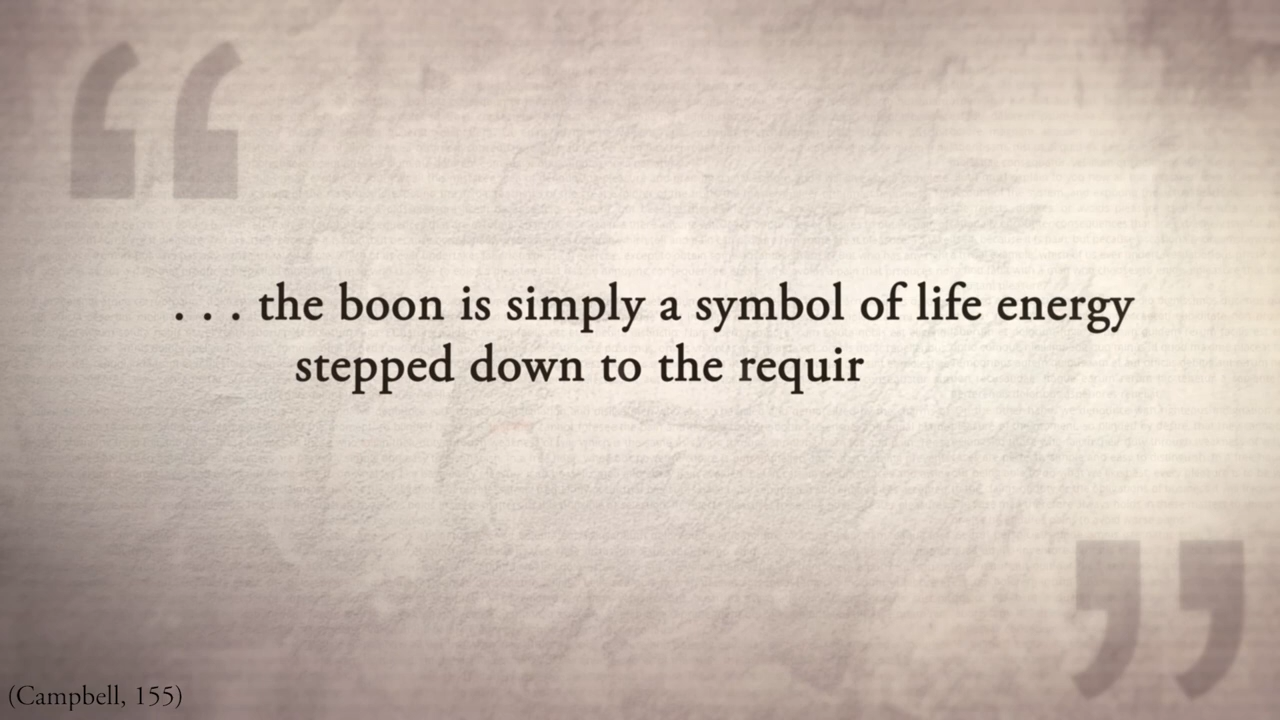 . . . the boon is simply a symbol of life energy
stepped down to the requir
(Campbell, 155)